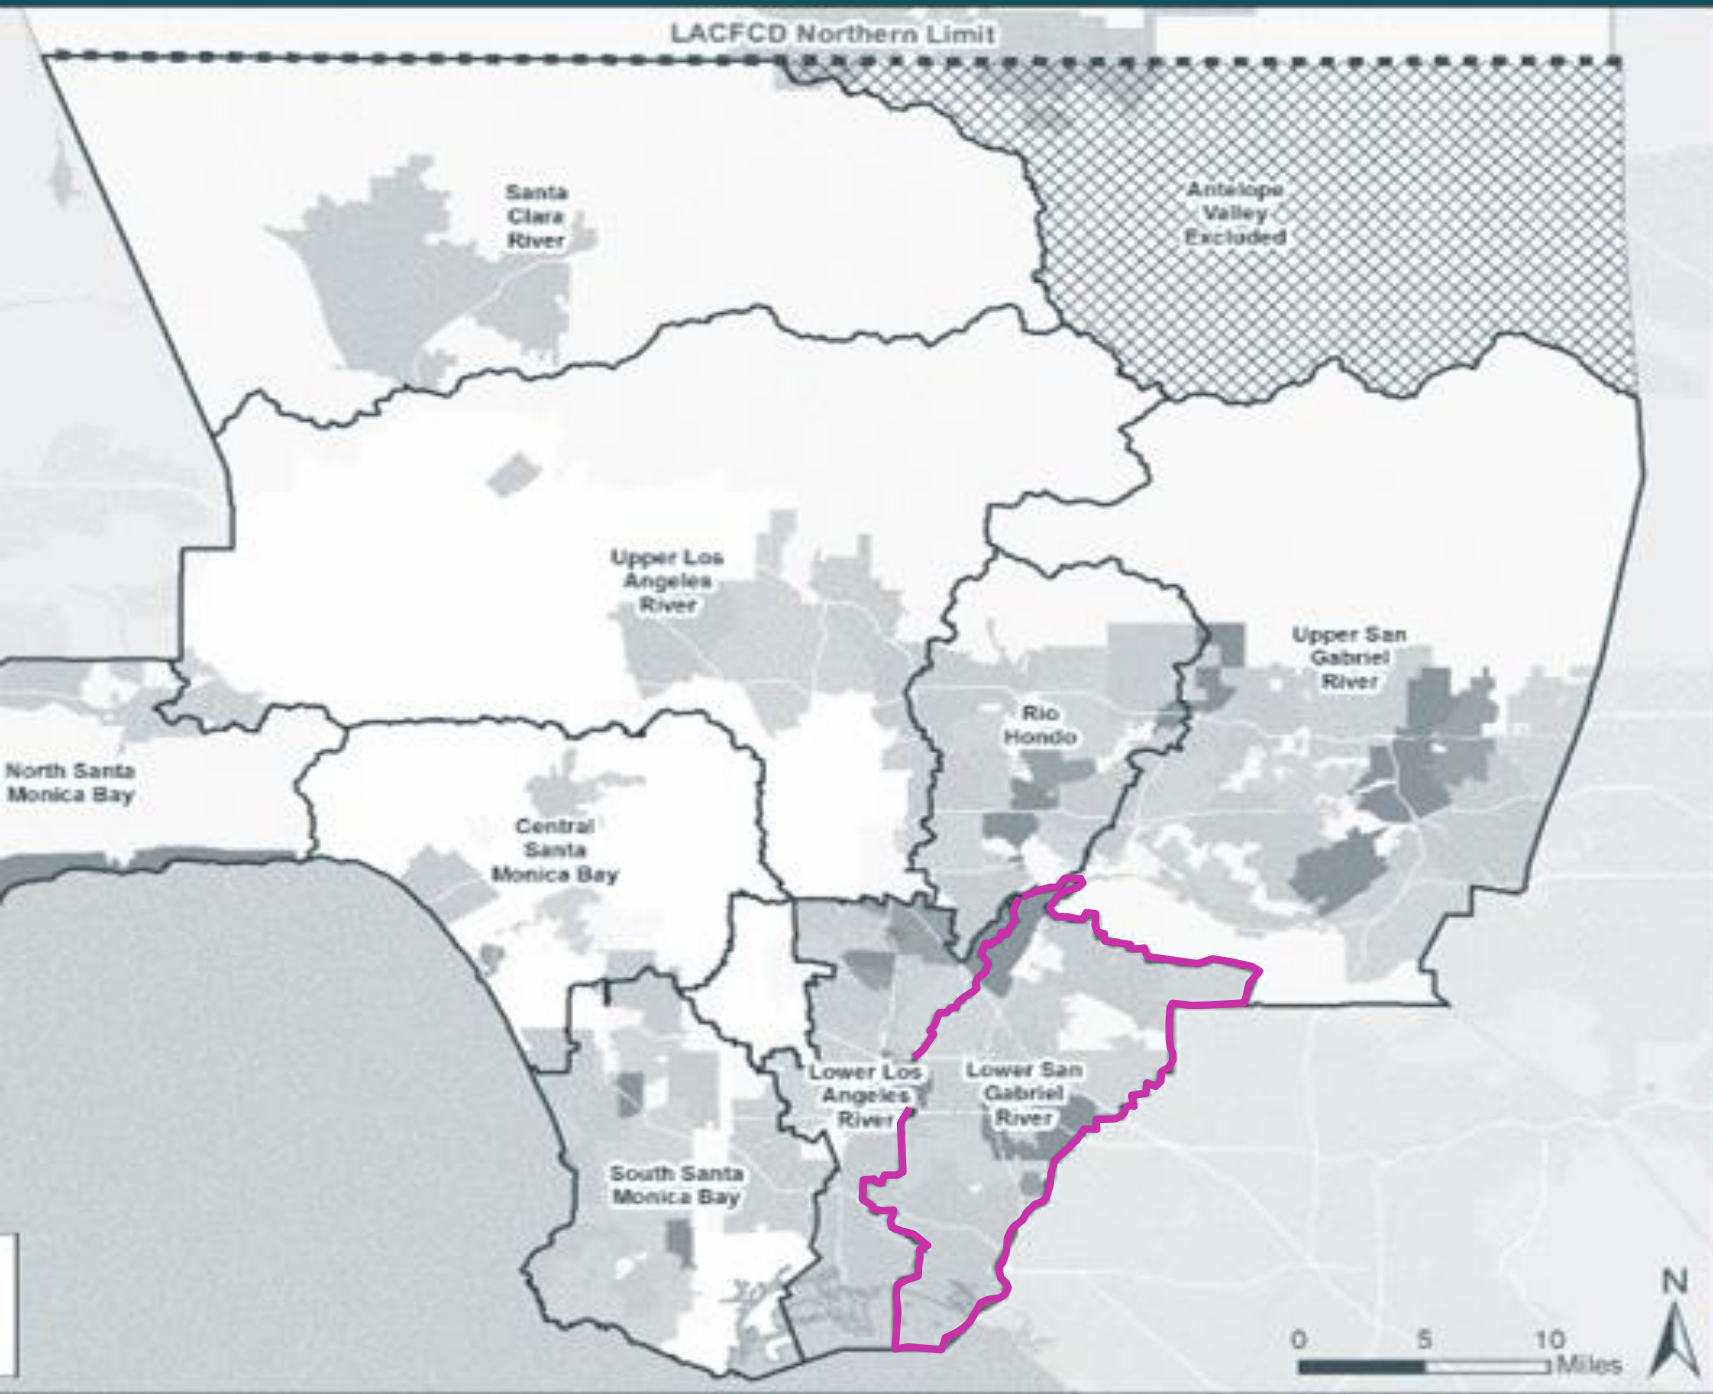 LACFCD Northern Limit
Santa
Clara
River
Antelope
Valley-
Excluded
Upper Los
Angeles
River
Upper San
Gabriel
River
Rio
Hondo
North Santa
Monica Bay
Central
Santa
Monica Bay
Lower Los
Angeles
River
Lower San
Gabriel
River
South Santa
Monica Bay
N
0 5 10
Miles